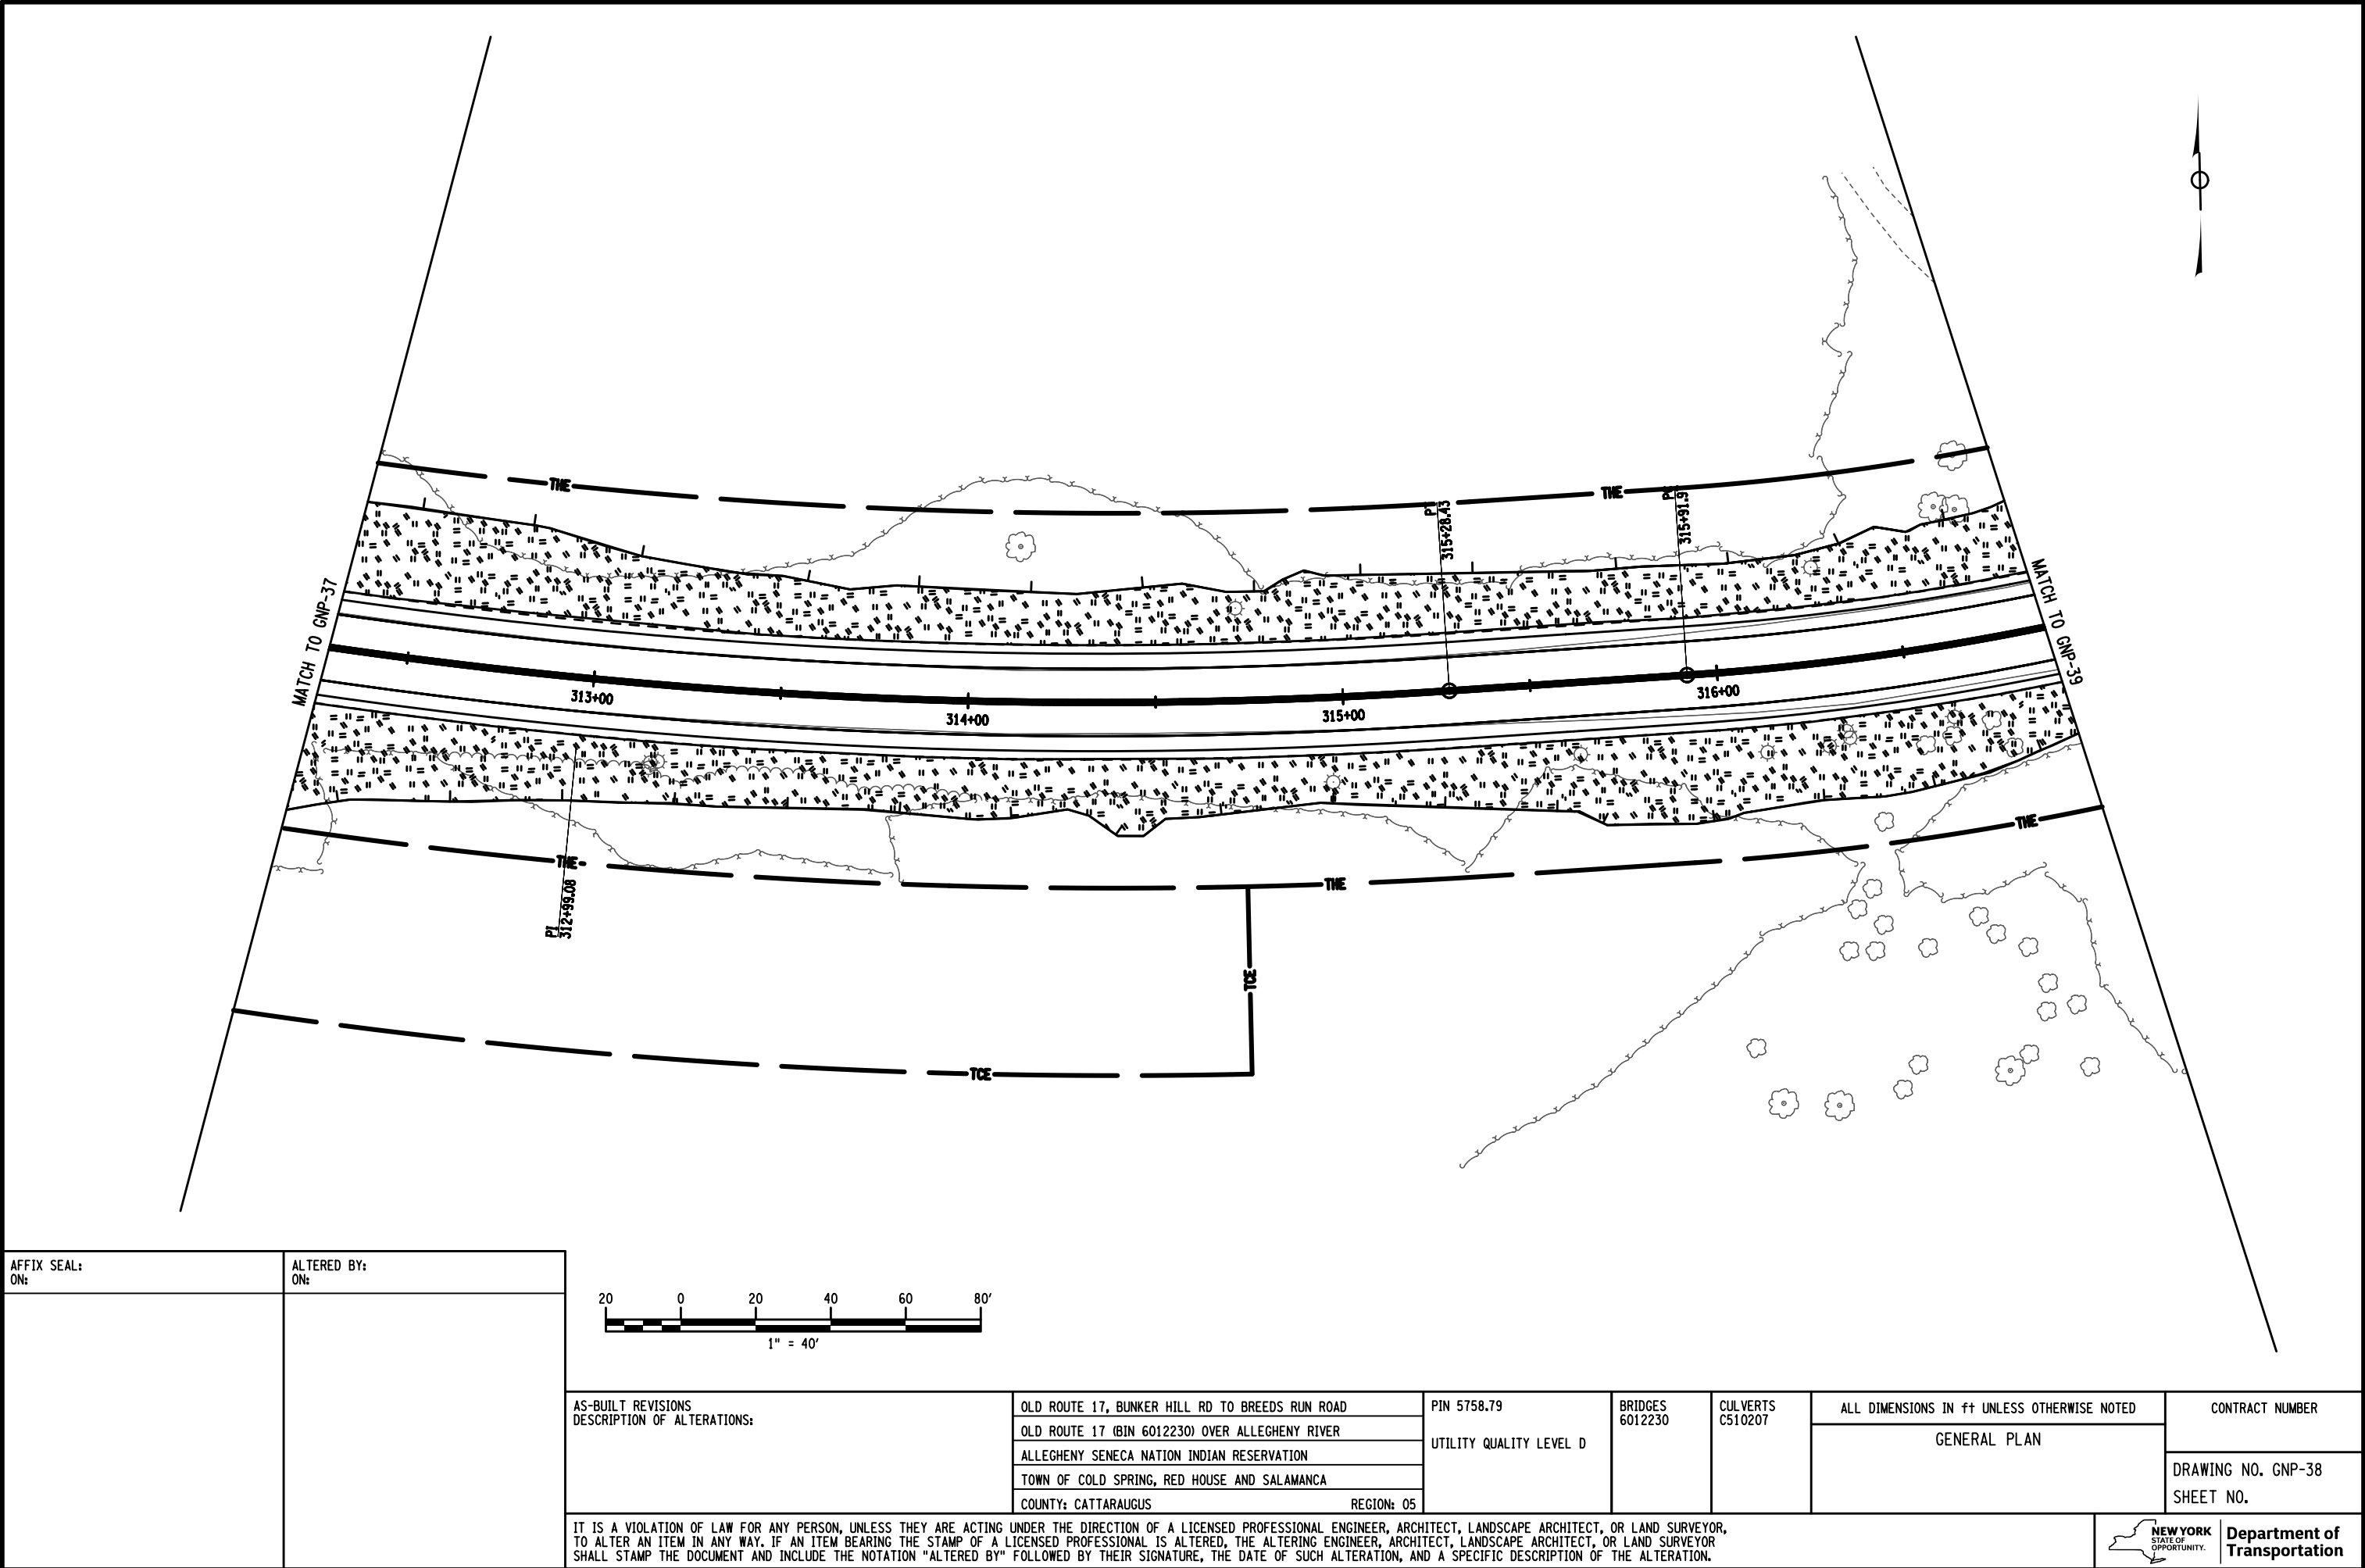 THE
THE
PT
315+28.43
315+91.9
MATCH TO GNP-37
MATCH TO GNP-39
313+00
314+00
315+00
316+00
THE
THE
THE
PI
312+99.08
TCE
TCE
AFFIX SEAL:
ON:
ALTERED BY:
ON:
20 0 20 40 60 80'
1" = 40'
AS-BUILT REVISIONS
DESCRIPTION OF ALTERATIONS:
OLD ROUTE 17, BUNKER HILL RD TO BREEDS RUN ROAD
OLD ROUTE 17 (BIN 6012230) OVER ALLEGHENY RIVER
ALLEGHENY SENECA NATION INDIAN RESERVATION
TOWN OF COLD SPRING, RED HOUSE AND SALAMANCA
COUNTY: CATTARAUGUS REGION: 05
PIN 5758.79
UTILITY QUALITY LEVEL D
BRIDGES
6012230
CULVERTS
C510207
ALL DIMENSIONS IN ft UNLESS OTHERWISE NOTED
GENERAL PLAN
CONTRACT NUMBER
DRAWING NO. GNP-38
SHEET NO.
IT IS A VIOLATION OF LAW FOR ANY PERSON, UNLESS THEY ARE ACTING UNDER THE DIRECTION OF A LICENSED PROFESSIONAL ENGINEER, ARCHITECT, LANDSCAPE ARCHITECT, OR LAND SURVEYOR,
TO ALTER AN ITEM IN ANY WAY. IF AN ITEM BEARING THE STAMP OF A LICENSED PROFESSIONAL IS ALTERED, THE ALTERING ENGINEER, ARCHITECT, LANDSCAPE ARCHITECT, OR LAND SURVEYOR
SHALL STAMP THE DOCUMENT AND INCLUDE THE NOTATION "ALTERED BY" FOLLOWED BY THEIR SIGNATURE, THE DATE OF SUCH ALTERATION, AND A SPECIFIC DESCRIPTION OF THE ALTERATION.
NEW YORK
STATE OF
OPPORTUNITY.
Department of
Transportation